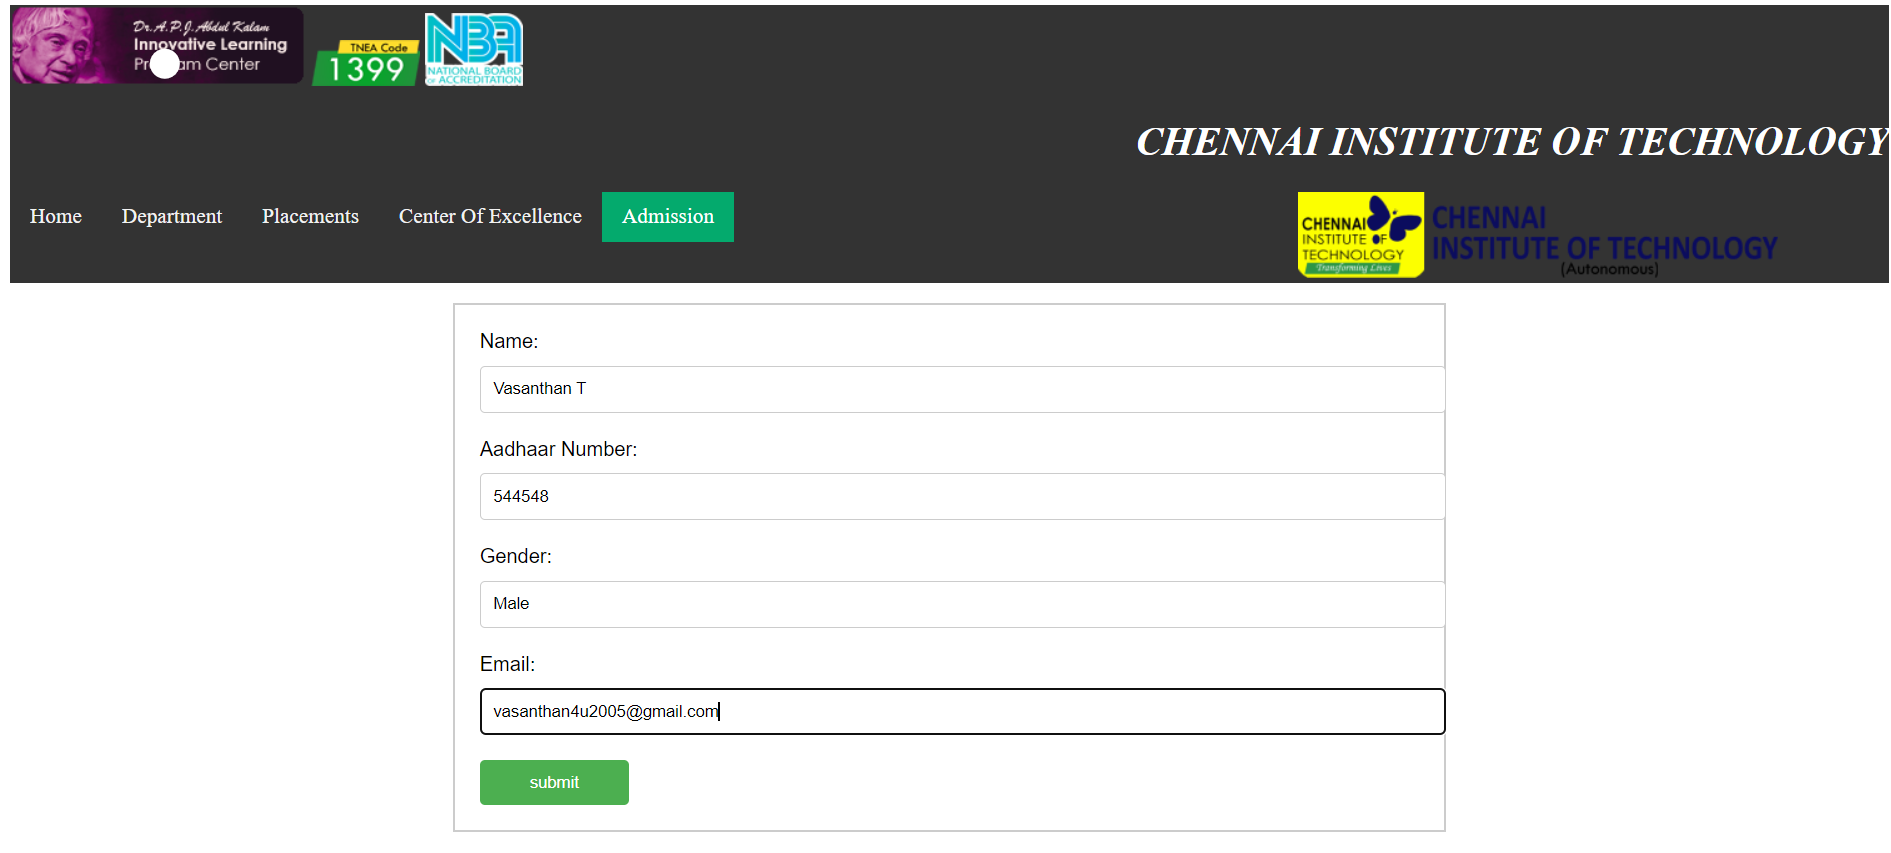 Dr. A.P.J. Abdul Kalam
Innovative Learning
Center
TNEA Code
1399
NBA
NATIONAL BOARD
OF ACCREDITATION
CHENNAI INSTITUTE OF TECHNOLOGY
Home Department Placements Center Of Excellence Admission
CHENNAI
INSTITUTE OF
TECHNOLOGY
Transforming Lives
CHENNAI
INSTITUTE OF TECHNOLOGY
(Autonomous)
Name:
Vasanthan T
Aadhaar Number:
544548
Gender:
Male
Email:
vasanthan4u2005@gmail.com
submit